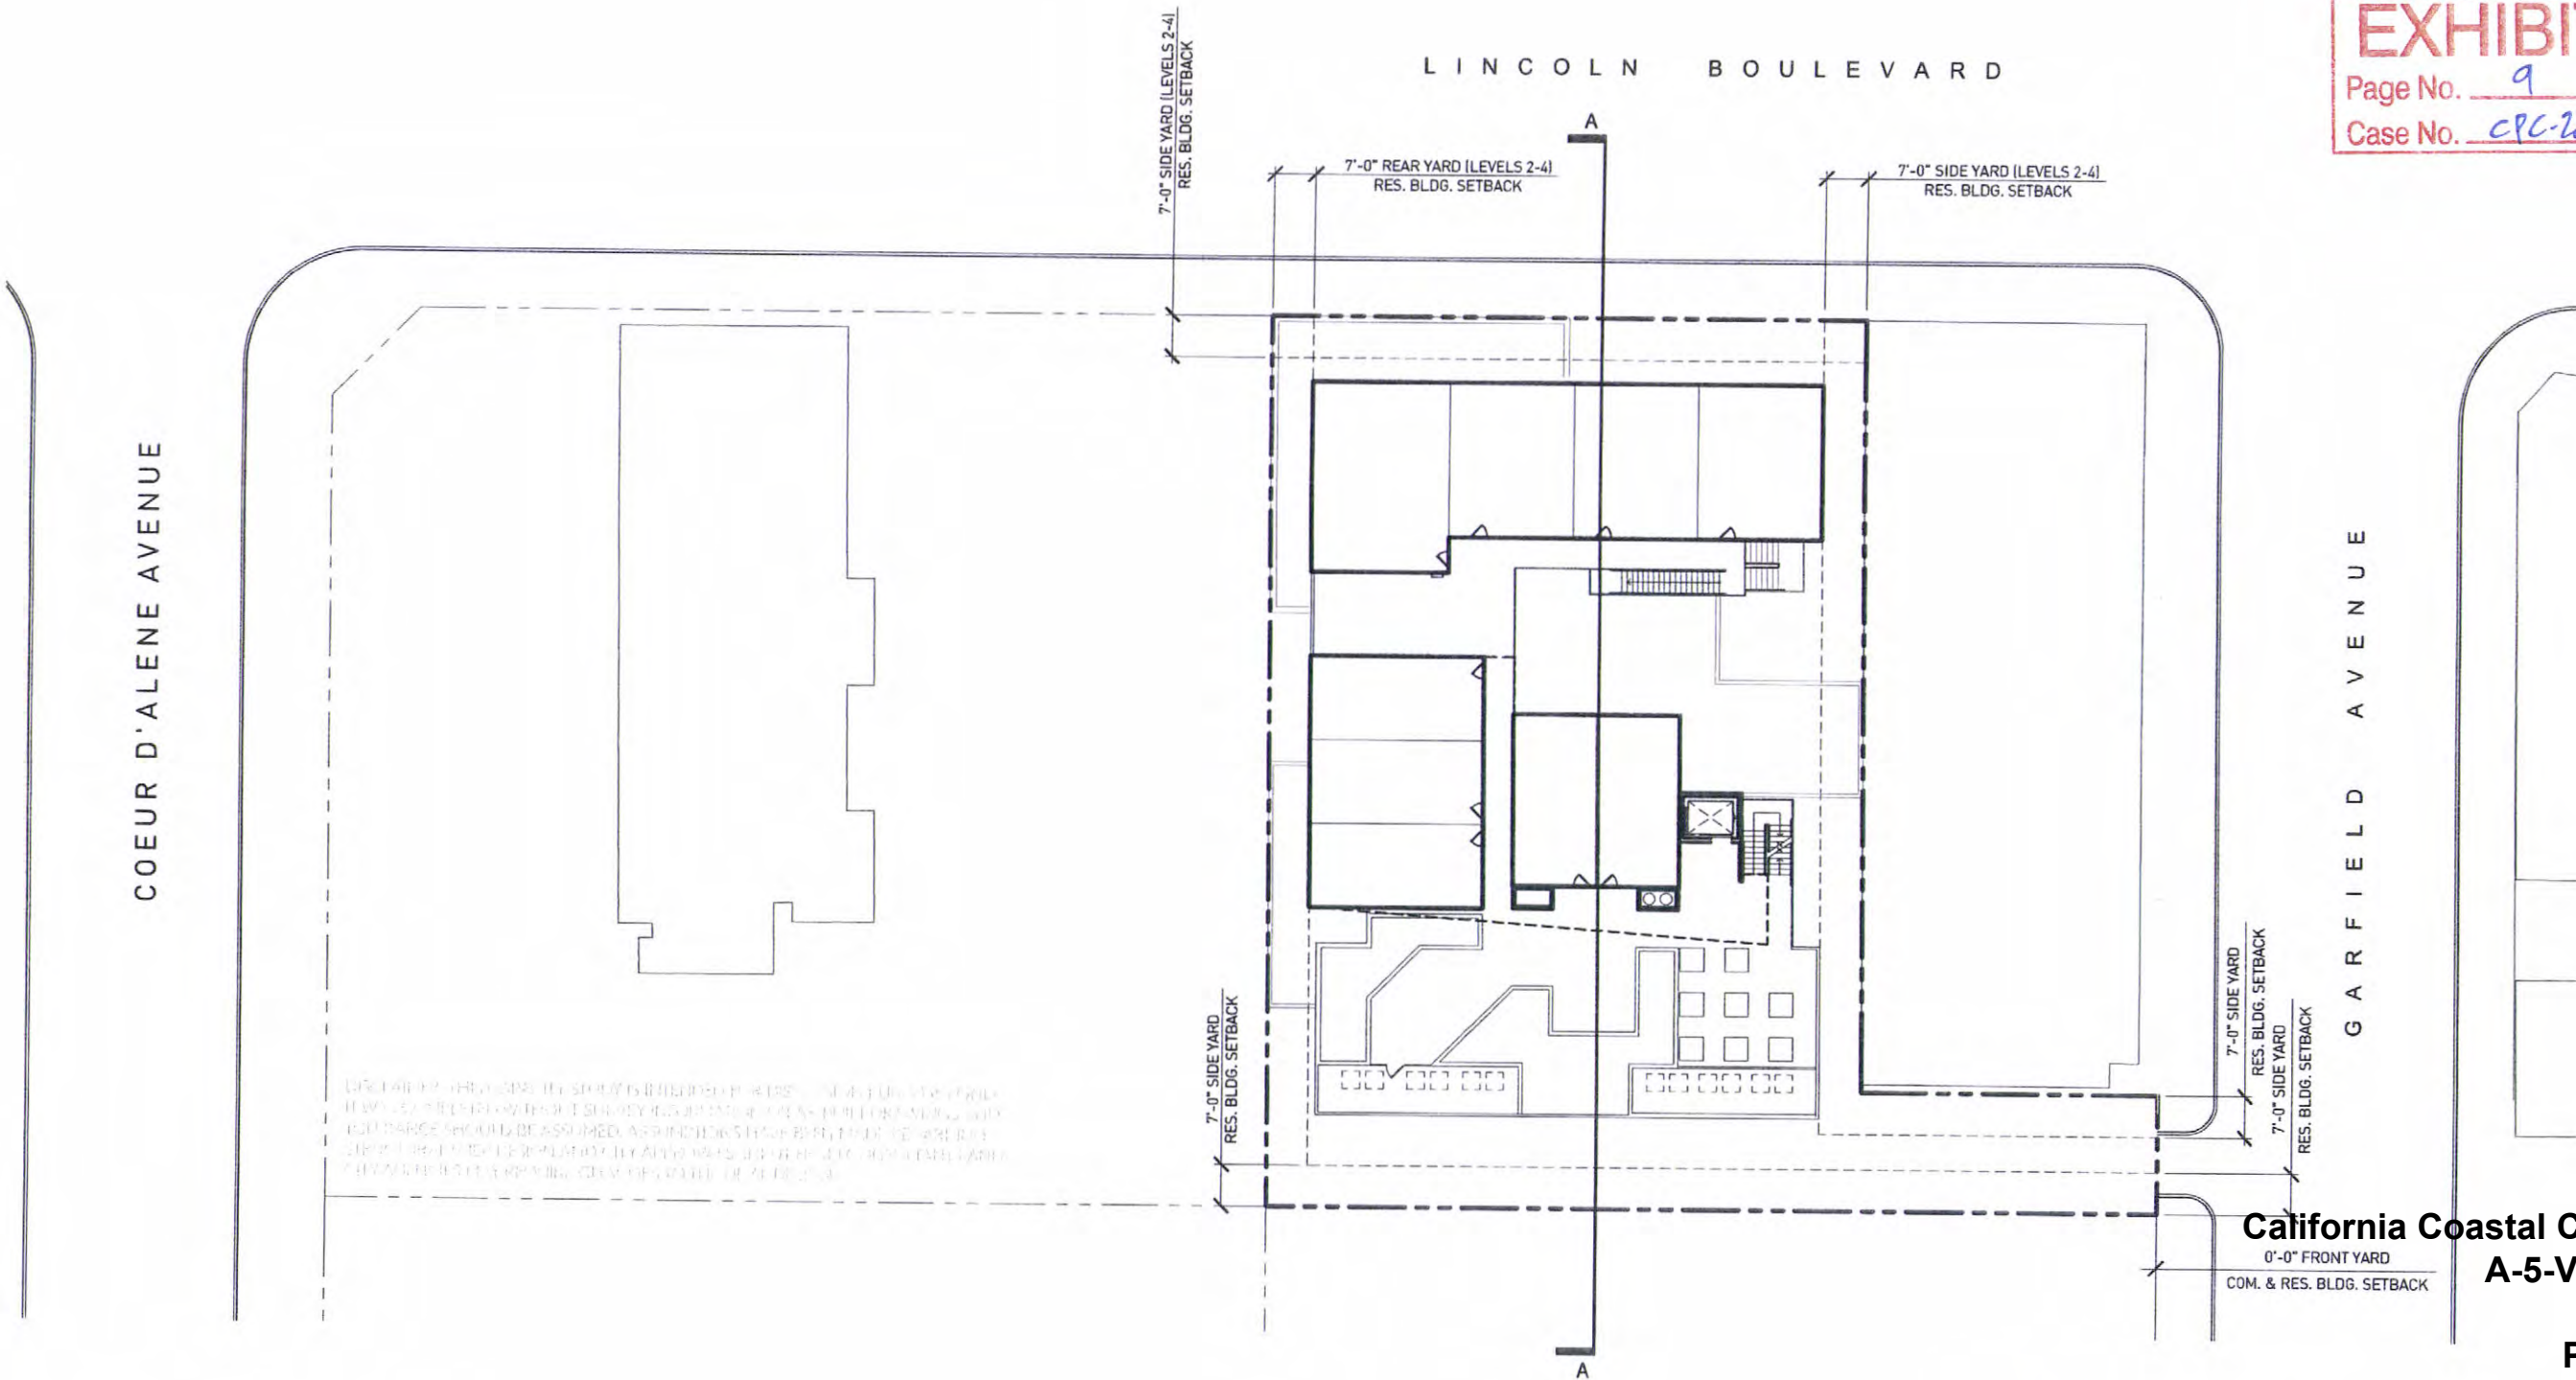 EXHIBI
Page No. 9
Case No. CPC-2
LINCOLN BOULEVARD
7'-0" SIDE YARD (LEVELS 2-4)
RES. BLDG. SETBACK
A
7'-0" REAR YARD (LEVELS 2-4)
RES. BLDG. SETBACK
7'-0" SIDE YARD (LEVELS 2-4)
RES. BLDG. SETBACK
COEUR D'ALENE AVENUE
GARFIELD AVENUE
7'-0" SIDE YARD
RES. BLDG. SETBACK
7'-0" SIDE YARD
RES. BLDG. SETBACK
7'-0" SIDE YARD
RES. BLDG. SETBACK
California Coastal C
A-5-V
0'-0" FRONT YARD
COM. & RES. BLDG. SETBACK
P
A